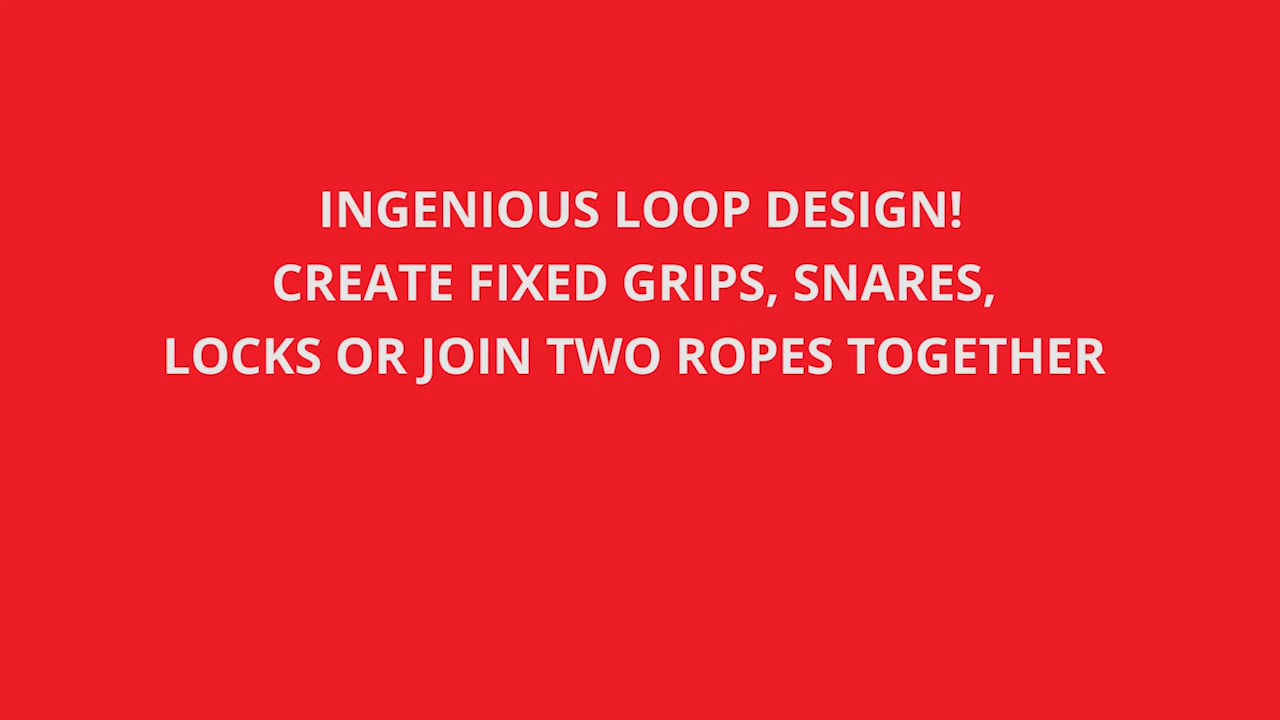 INGENIOUS LOOP DESIGN!
CREATE FIXED GRIPS, SNARES,
LOCKS OR JOIN TWO ROPES TOGETHER